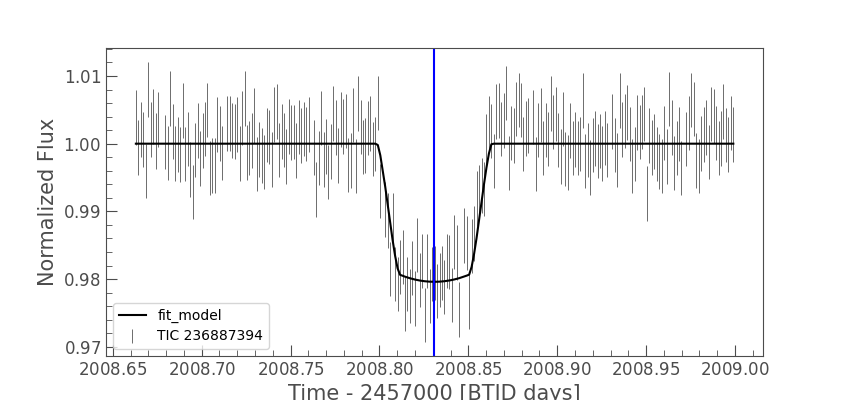 1.01
1.00
0.99
0.98
0.97
Normalized Flux
fit_model
TIC 236887394
2008.65 2008.70 2008.75 2008.80 2008.85 2008.90 2008.95 2009.00
Time - 2457000 [BTJD days]